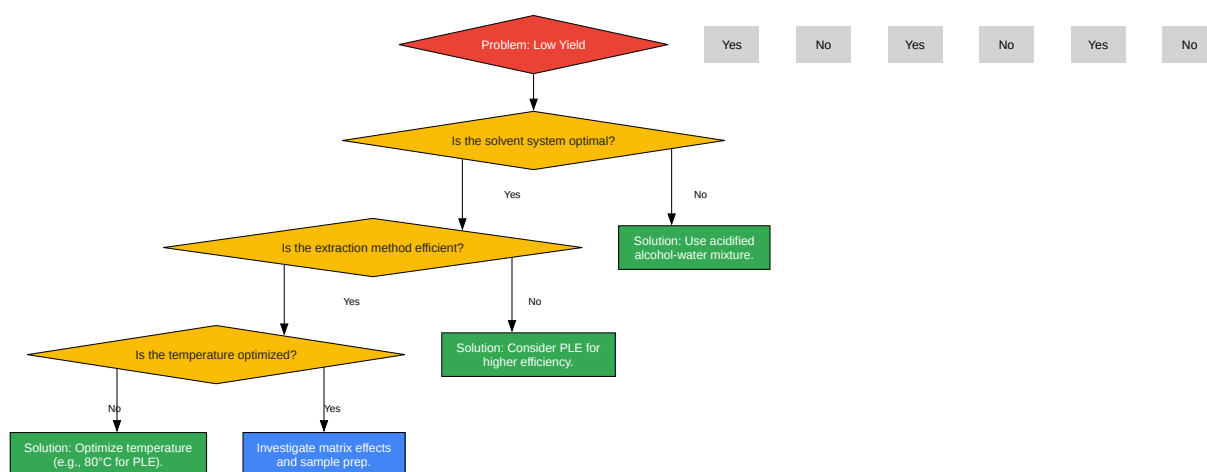 Problem: Low Yield
Yes
No
Yes
No
Yes
No
Is the solvent system optimal?
Yes
No
Solution: Use acidified
alcohol-water mixture.
Is the extraction method efficient?
Yes
No
Solution: Consider PLE for
higher efficiency.
Is the temperature optimized?
No
Yes
Solution: Optimize temperature
(e.g., 80°C for PLE).
Investigate matrix effects
and sample prep.